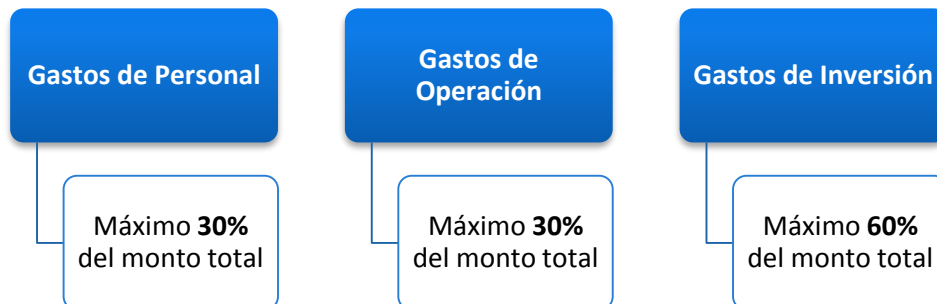 Gastos de Personal
Máximo 30%
del monto total
Gastos de
Operación
Máximo 30%
del monto total
Gastos de Inversión
Máximo 60%
del monto total